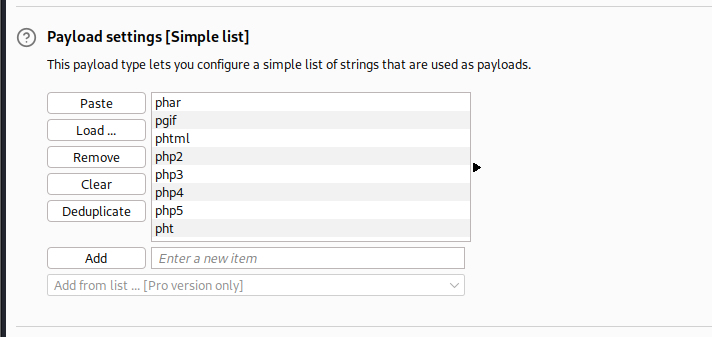 Payload settings [Simple list]
This payload type lets you configure a simple list of strings that are used as payloads.
Paste
Load ...
Remove
Clear
Deduplicate
phar
pgif
phtml
php2
php3
php4
php5
pht
Add
Enter a new item
Add from list ... [Pro version only]